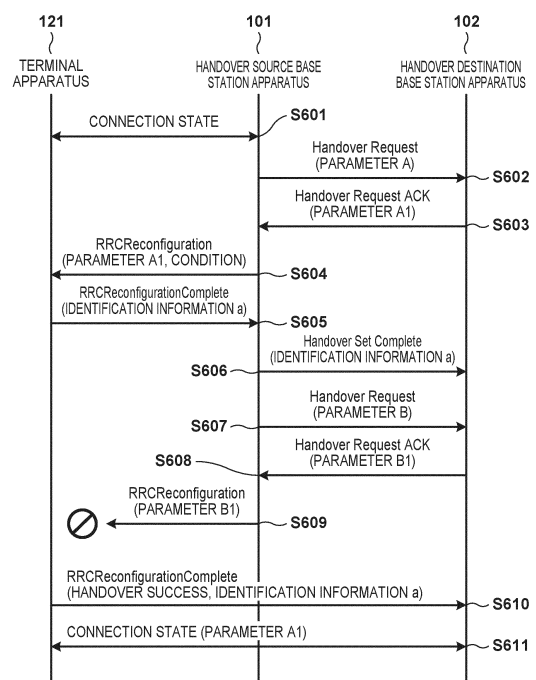 121
101
102
TERMINAL
APPARATUS
HANDOVER SOURCE BASE
STATION APPARATUS
HANDOVER DESTINATION
BASE STATION APPARATUS
CONNECTION STATE
S601
Handover Request
(PARAMETER A)
S602
Handover Request ACK
(PARAMETER A1)
S603
RRCReconfiguration
(PARAMETER A1, CONDITION)
S604
RRCReconfigurationComplete
(IDENTIFICATION INFORMATION a)
S605
Handover Set Complete
(IDENTIFICATION INFORMATION a)
S606
Handover Request
(PARAMETER B)
S607
Handover Request ACK
(PARAMETER B1)
S608
RRCReconfiguration
(PARAMETER B1)
S609
RRCReconfigurationComplete
(HANDOVER SUCCESS, IDENTIFICATION INFORMATION a)
S610
CONNECTION STATE (PARAMETER A1)
S611